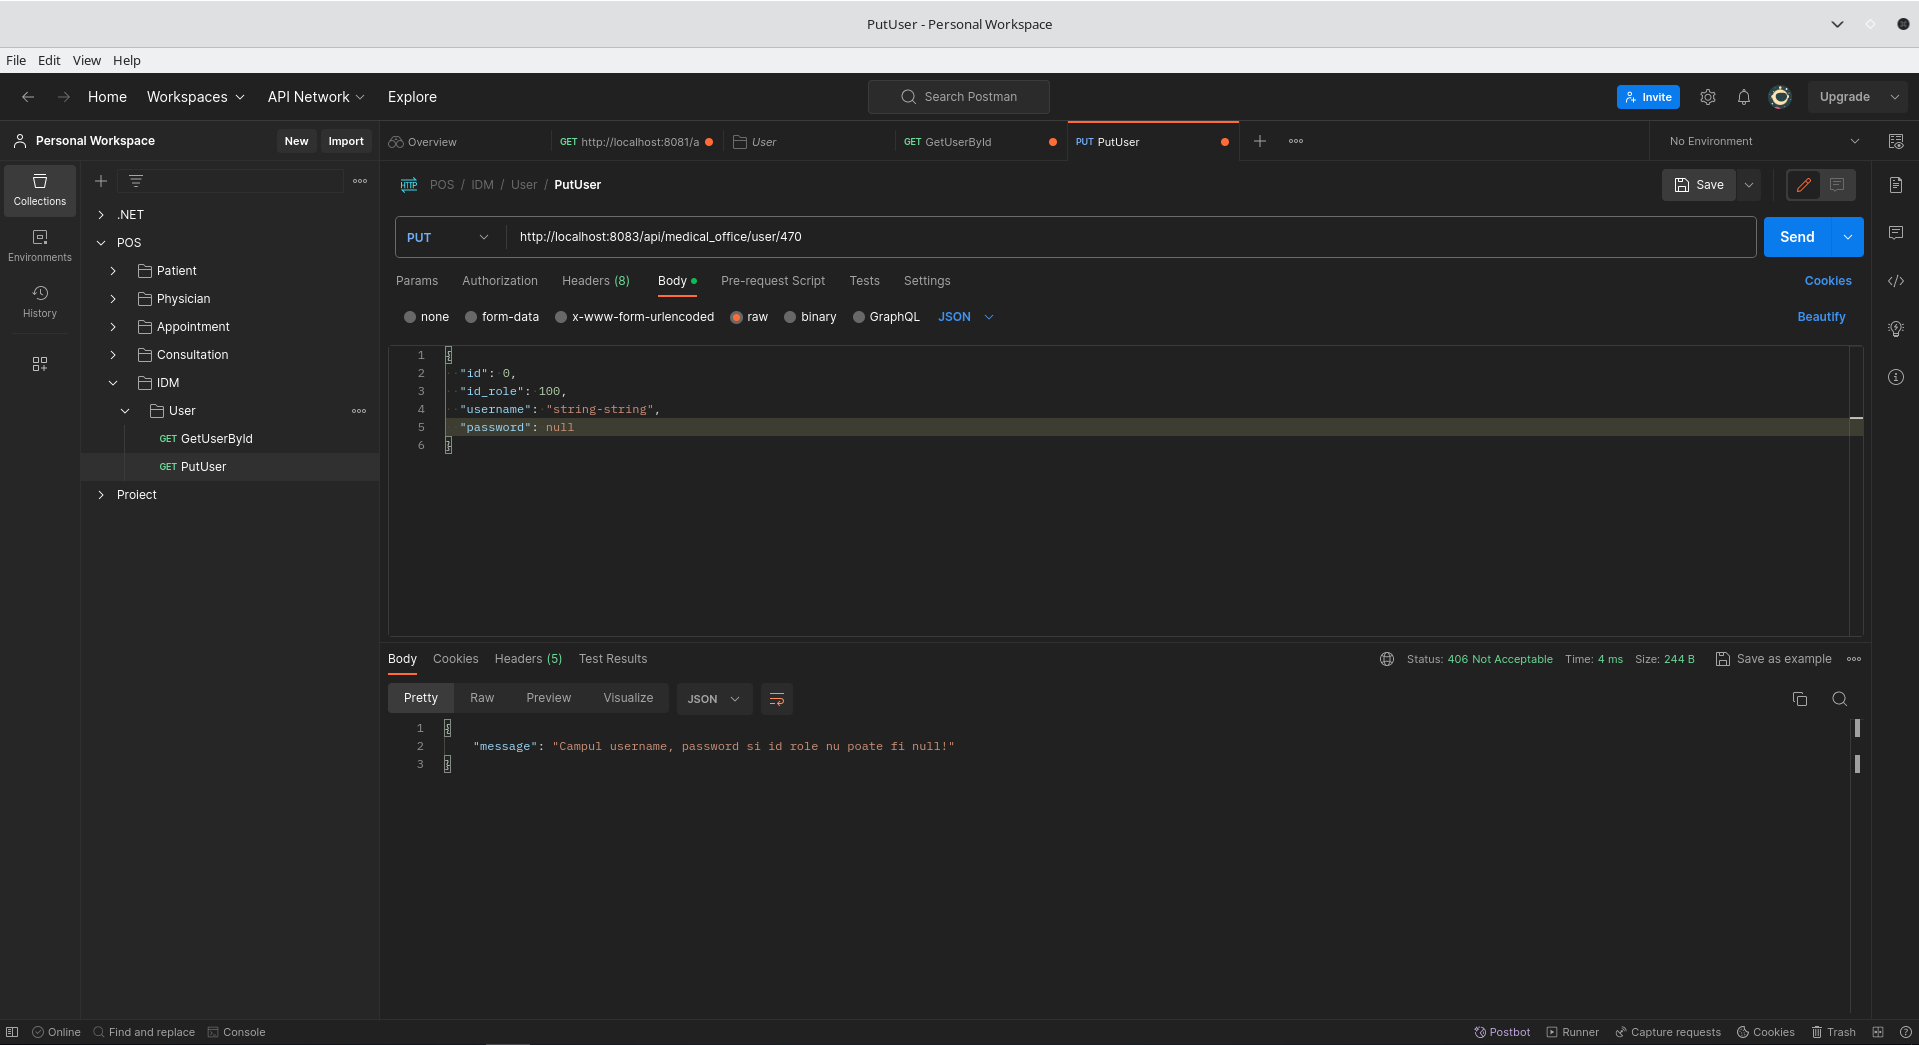 PutUser - Personal Workspace
File Edit View Help
Home Workspaces API Network Explore
Search Postman
Invite
Upgrade
Personal Workspace
New Import
Overview
GET http://localhost:8081/a
User
GET GetUserById
PUT PutUser
No Environment
Collections
Environments
History
.NET
POS
Patient
Physician
Appointment
Consultation
IDM
User
GET GetUserById
GET PutUser
Proiect
HTTP POS / IDM / User / PutUser
Save
PUT http://localhost:8083/api/medical_office/user/470
Send
Params Authorization Headers (8) Body Pre-request Script Tests Settings
Cookies
none form-data x-www-form-urlencoded raw binary GraphQL JSON
Beautify
1 {
2 "id": 0,
3 "id_role": 100,
4 "username": "string-string",
5 "password": null
6 }
Body Cookies Headers (5) Test Results
Status: 406 Not Acceptable Time: 4 ms Size: 244 B Save as example
Pretty Raw Preview Visualize JSON
1 {
2 "message": "Campul username, password si id role nu poate fi null!"
3 }
Online Find and replace Console
Postbot Runner Capture requests Cookies Trash